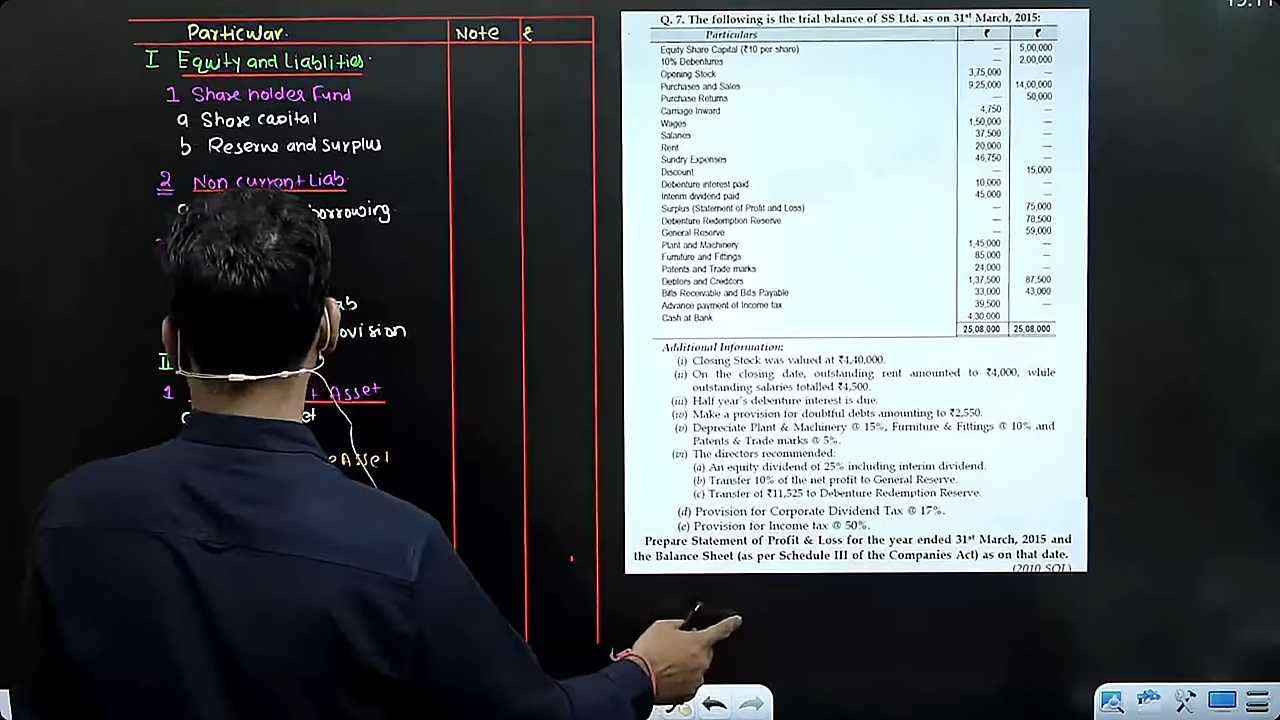 Particular. Note ₹
I Equity and Liablities
1 Share holder Fund
a Shose capital
b Reserne and surplus
2 Non current Liab.
borrowing
ovision
Asset
Asset
Q. 7. The following is the trial balance of SS Ltd. as on 31st March, 2015:
Particulars ₹ ₹
Equity Share Capital (₹10 per share) — 5,00,000
10% Debentures — 2,00,000
Opening Stock 3,75,000 —
Purchases and Sales 9,25,000 14,00,000
Purchase Returns — 50,000
Carriage Inward 4,750 —
Wages 1,50,000 —
Salaries 37,500 —
Rent 20,000 —
Sundry Expenses 46,750 —
Discount — 15,000
Debenture interest paid 10,000 —
Interim dividend paid 45,000 —
Surplus (Statement of Profit and Loss) — 75,000
Debenture Redemption Reserve — 78,500
General Reserve — 59,000
Plant and Machinery 1,45,000 —
Furniture and Fittings 85,000 —
Patents and Trade marks 24,000 —
Debtors and Creditors 1,37,500 87,500
Bills Receivable and Bills Payable 33,000 43,000
Advance payment of Income tax 39,500 —
Cash at Bank 4,30,000
25,08,000 25,08,000
Additional Information:
(i) Closing Stock was valued at ₹4,40,000.
(ii) On the closing date, outstanding rent amounted to ₹4,000, while
outstanding salaries totalled ₹4,500.
(iii) Half year's debenture interest is due.
(iv) Make a provision for doubtful debts amounting to ₹2,550.
(v) Depreciate Plant & Machinery @ 15%, Furniture & Fittings @ 10% and
Patents & Trade marks @ 5%.
(vi) The directors recommended:
(a) An equity dividend of 25% including interim dividend.
(b) Transfer 10% of the net profit to General Reserve.
(c) Transfer of ₹11,525 to Debenture Redemption Reserve.
(d) Provision for Corporate Dividend Tax @ 17%.
(e) Provision for Income tax @ 50%.
Prepare Statement of Profit & Loss for the year ended 31st March, 2015 and
the Balance Sheet (as per Schedule III of the Companies Act) as on that date.
(2010 SOL)